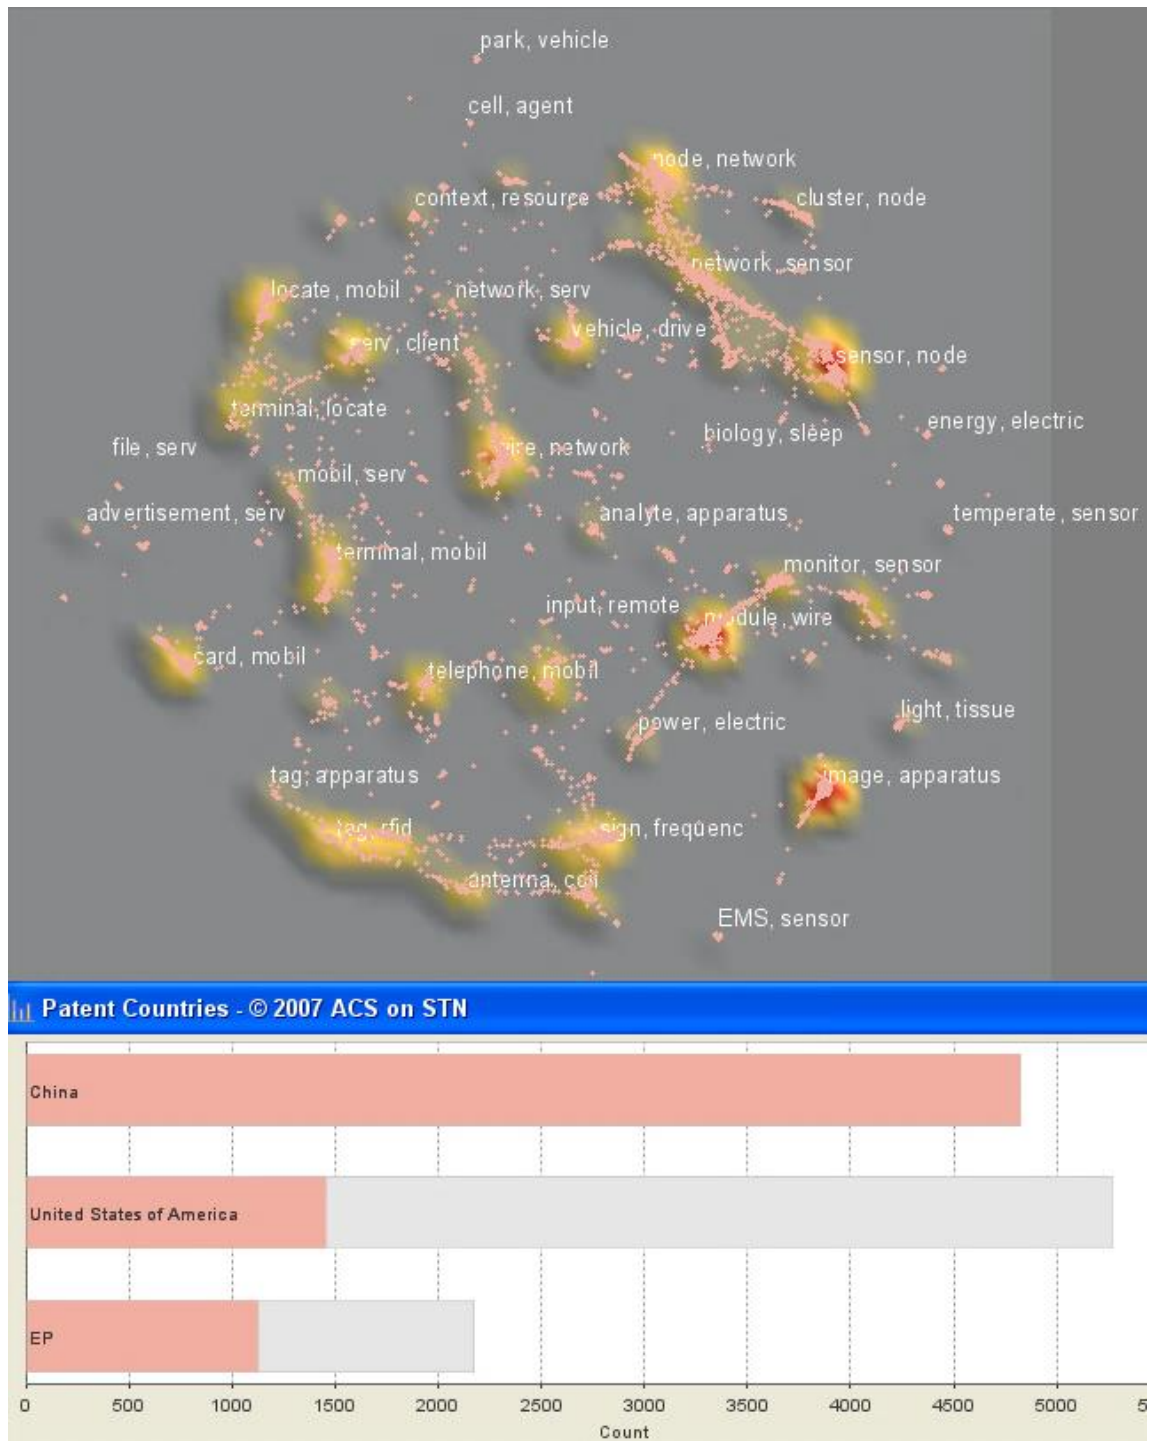 park, vehicle
cell, agent
node, network
context, resource
cluster, node
network, sensor
locate, mobil
network, serv
vehicle, drive
serv, client
sensor, node
terminal, locate
energy, electric
file, serv
biology, sleep
wire, network
mobil, serv
advertisement, serv
analyte, apparatus
temperate, sensor
terminal, mobil
monitor, sensor
input, remote
module, wire
card, mobil
telephone, mobil
light, tissue
power, electric
tag, apparatus
image, apparatus
tag, rfid
sign, frequenc
antenna, coil
EMS, sensor
Patent Countries - © 2007 ACS on STN
China
United States of America
EP
0 500 1000 1500 2000 2500 3000 3500 4000 4500 5000 5
Count